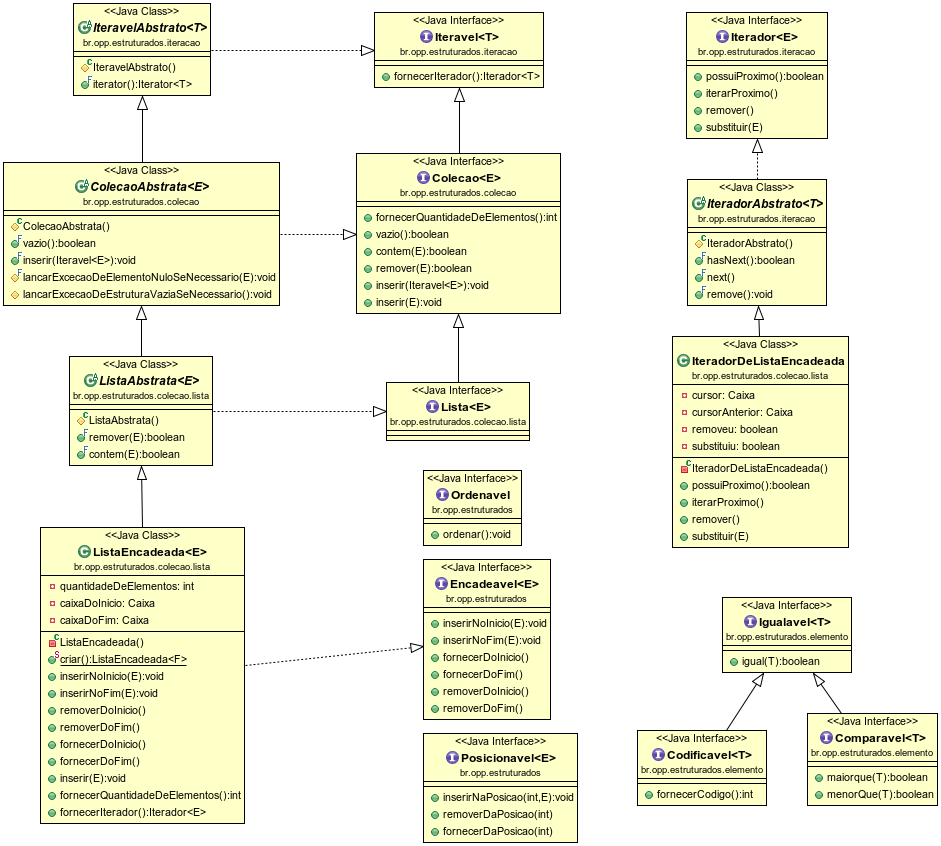 <<Java Class>>
IteravelAbstrato<T>
br.opp.estruturados.iteracao
IteravelAbstrato()
iterator():Iterator<T>
<<Java Interface>>
Iteravel<T>
br.opp.estruturados.iteracao
fornecerIterador():Iterador<T>
<<Java Interface>>
Iterador<E>
br.opp.estruturados.iteracao
possuiProximo():boolean
iterarProximo()
remover()
substituir(E)
<<Java Class>>
ColecaoAbstrata<E>
br.opp.estruturados.colecao
ColecaoAbstrata()
vazio():boolean
inserir(Iteravel<E>):void
lancarExcecaoDeElementoNuloSeNecessario(E):void
lancarExcecaoDeEstruturaVaziaSeNecessario():void
<<Java Interface>>
Colecao<E>
br.opp.estruturados.colecao
fornecerQuantidadeDeElementos():int
vazio():boolean
contem(E):boolean
remover(E):boolean
inserir(Iteravel<E>):void
inserir(E):void
<<Java Class>>
IteradorAbstrato<T>
br.opp.estruturados.iteracao
IteradorAbstrato()
hasNext():boolean
next()
remove():void
<<Java Class>>
ListaAbstrata<E>
br.opp.estruturados.colecao.lista
ListaAbstrata()
remover(E):boolean
contem(E):boolean
<<Java Interface>>
Lista<E>
br.opp.estruturados.colecao.lista
<<Java Class>>
IteradorDeListaEncadeada
br.opp.estruturados.colecao.lista
cursor: Caixa
cursorAnterior: Caixa
removeu: boolean
substituiu: boolean
IteradorDeListaEncadeada()
possuiProximo():boolean
iterarProximo()
remover()
substituir(E)
<<Java Interface>>
Ordenavel
br.opp.estruturados
ordenar():void
<<Java Class>>
ListaEncadeada<E>
br.opp.estruturados.colecao.lista
quantidadeDeElementos: int
caixaDoInicio: Caixa
caixaDoFim: Caixa
ListaEncadeada()
criar():ListaEncadeada<F>
inserirNoInicio(E):void
inserirNoFim(E):void
removerDoInicio()
removerDoFim()
fornecerDoInicio()
fornecerDoFim()
inserir(E):void
fornecerQuantidadeDeElementos():int
fornecerIterador():Iterador<E>
<<Java Interface>>
Encadeavel<E>
br.opp.estruturados
inserirNoInicio(E):void
inserirNoFim(E):void
fornecerDoInicio()
fornecerDoFim()
removerDoInicio()
removerDoFim()
<<Java Interface>>
Posicionavel<E>
br.opp.estruturados
inserirNaPosicao(int,E):void
removerDaPosicao(int)
fornecerDaPosicao(int)
<<Java Interface>>
Igualavel<T>
br.opp.estruturados.elemento
igual(T):boolean
<<Java Interface>>
Codificavel<T>
br.opp.estruturados.elemento
fornecerCodigo():int
<<Java Interface>>
Comparavel<T>
br.opp.estruturados.elemento
maiorque(T):boolean
menorQue(T):boolean